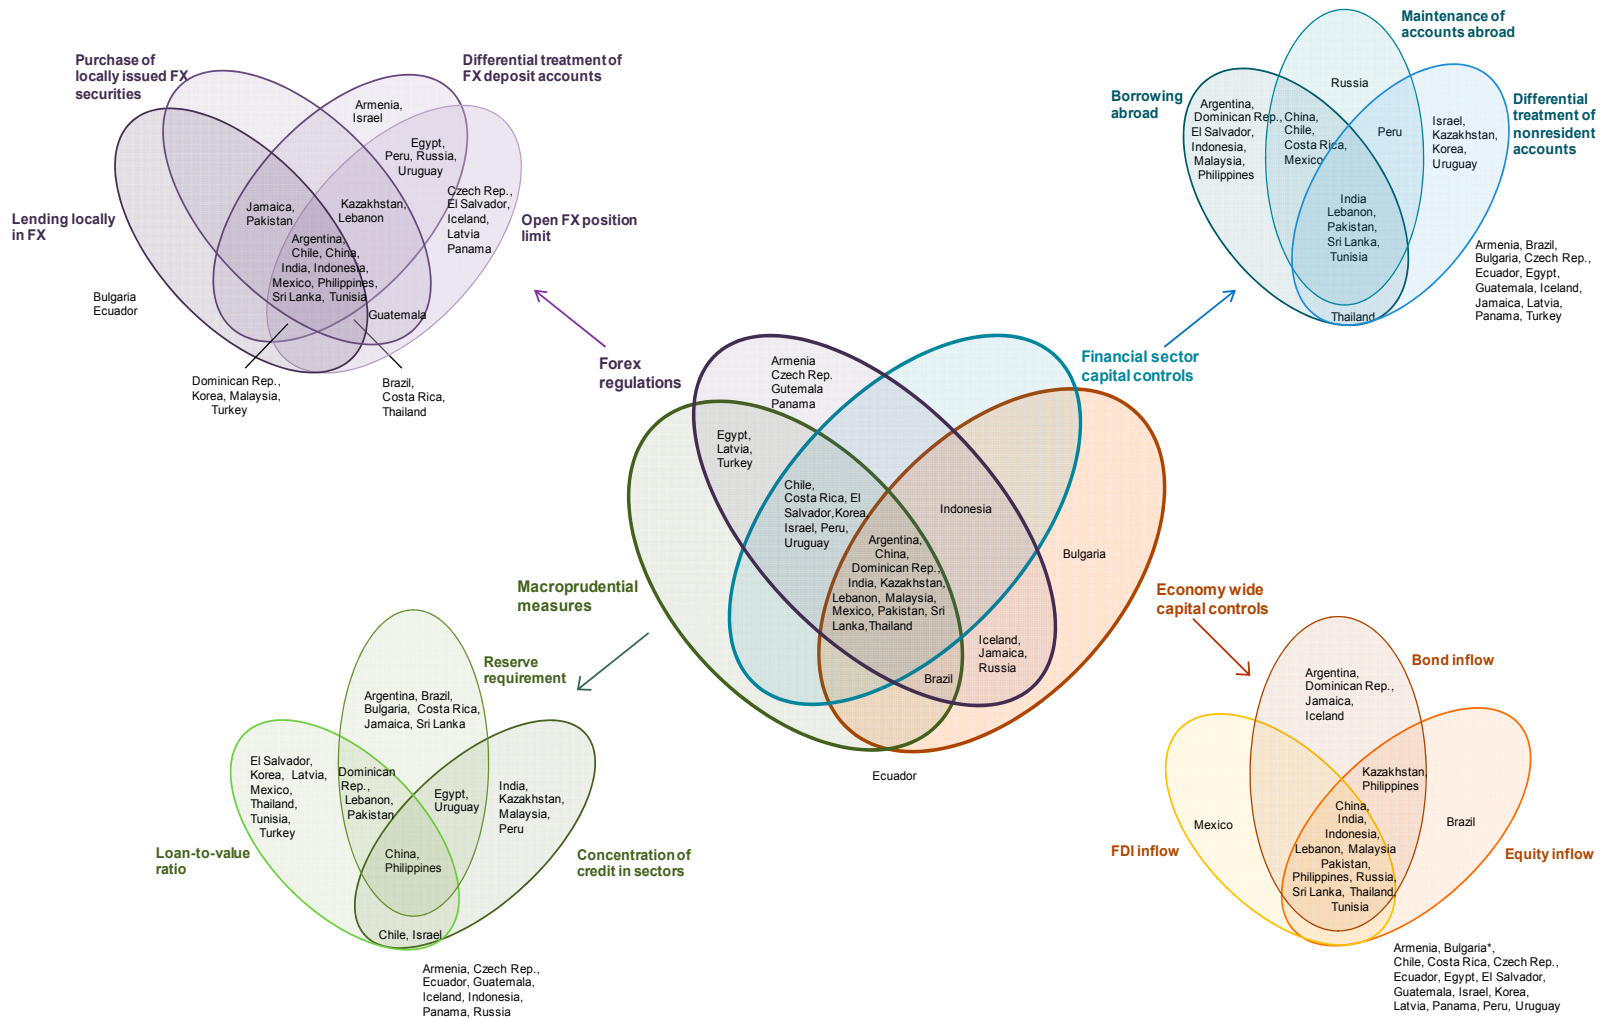 Purchase of
locally issued FX
securities
Differential treatment of
FX deposit accounts
Armenia,
Israel
Egypt,
Peru, Russia,
Uruguay
Czech Rep.,
El Salvador,
Iceland,
Latvia
Panama
Lending locally
in FX
Jamaica,
Pakistan
Kazakhstan,
Lebanon
Open FX position
limit
Argentina,
Chile, China,
India, Indonesia,
Mexico, Philippines,
Sri Lanka, Tunisia
Bulgaria
Ecuador
Guatemala
Dominican Rep.,
Korea, Malaysia,
Turkey
Brazil,
Costa Rica,
Thailand
Maintenance of
accounts abroad
Borrowing
abroad
Russia
Differential
treatment of
nonresident
accounts
Argentina,
Dominican Rep.,
El Salvador,
Indonesia,
Malaysia,
Philippines
China,
Chile,
Costa Rica,
Mexico
Peru
Israel,
Kazakhstan,
Korea,
Uruguay
India
Lebanon,
Pakistan,
Sri Lanka,
Tunisia
Thailand
Armenia, Brazil,
Bulgaria, Czech Rep.,
Ecuador, Egypt,
Guatemala, Iceland,
Jamaica, Latvia,
Panama, Turkey
Forex
regulations
Financial sector
capital controls
Armenia
Czech Rep.
Gutemala
Panama
Egypt,
Latvia,
Turkey
Chile,
Costa Rica, El
Salvador,Korea
Israel, Peru,
Uruguay
Indonesia
Bulgaria
Argentina,
China,
Dominican Rep.,
India, Kazakhstan,
Lebanon, Malaysia,
Mexico, Pakistan, Sri
Lanka,Thailand
Iceland,
Jamaica,
Russia
Brazil
Ecuador
Macroprudential
measures
Economy wide
capital controls
Reserve
requirement
Argentina, Brazil,
Bulgaria, Costa Rica,
Jamaica, Sri Lanka
El Salvador,
Korea, Latvia,
Mexico,
Thailand,
Tunisia,
Turkey
Dominican
Rep.,
Lebanon,
Pakistan
Egypt,
Uruguay
India,
Kazakhstan,
Malaysia,
Peru
Loan-to-value
ratio
China,
Philippines
Concentration of
credit in sectors
Chile, Israel
Armenia, Czech Rep.,
Ecuador, Guatemala,
Iceland, Indonesia,
Panama, Russia
Bond inflow
Argentina,
Dominican Rep.,
Jamaica,
Iceland
Kazakhstan,
Philippines
Mexico
Brazil
FDI inflow
Equity inflow
China,
India,
Indonesia,
Lebanon, Malaysia
Pakistan,
Philippines, Russia,
Sri Lanka, Thailand,
Tunisia
Armenia, Bulgaria*,
Chile, Costa Rica, Czech Rep.,
Ecuador, Egypt, El Salvador,
Guatemala, Israel, Korea,
Latvia, Panama, Peru, Uruguay